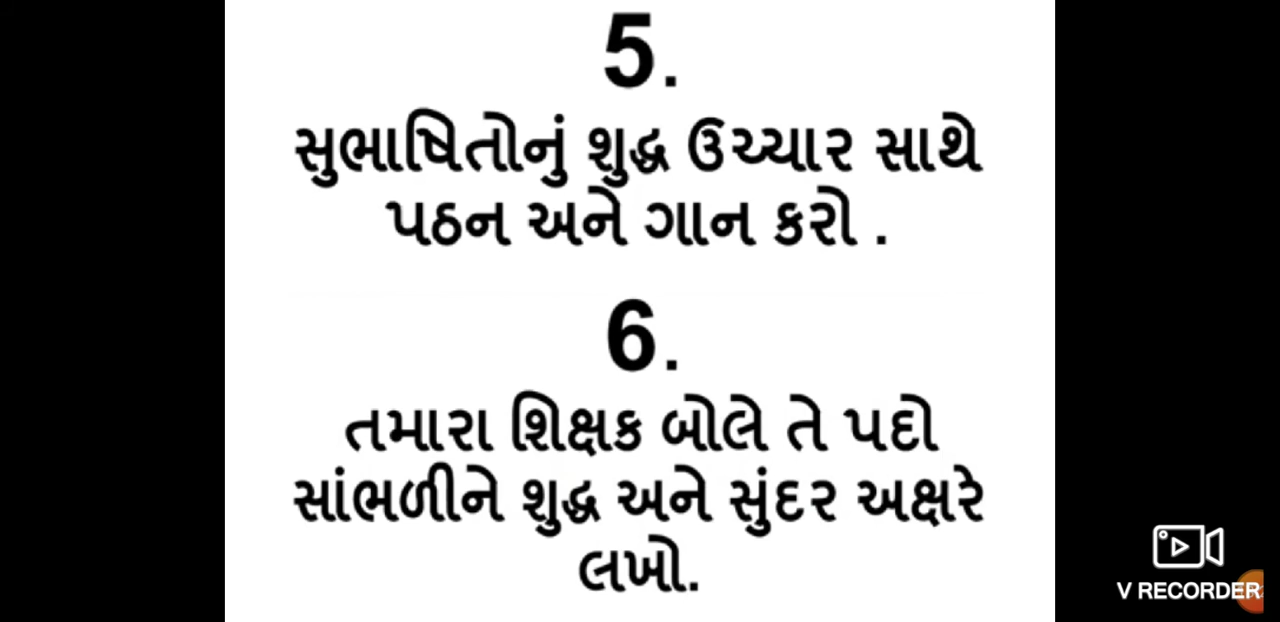 5.
સુભાષિતોનું શુદ્ધ ઉચ્ચાર સાથે
પઠન અને ગાન કરો .
6.
તમારા શિક્ષક બોલે તે પદો
સાંભળીને શુદ્ધ અને સુંદર અક્ષરે
લખો.
V RECORDER